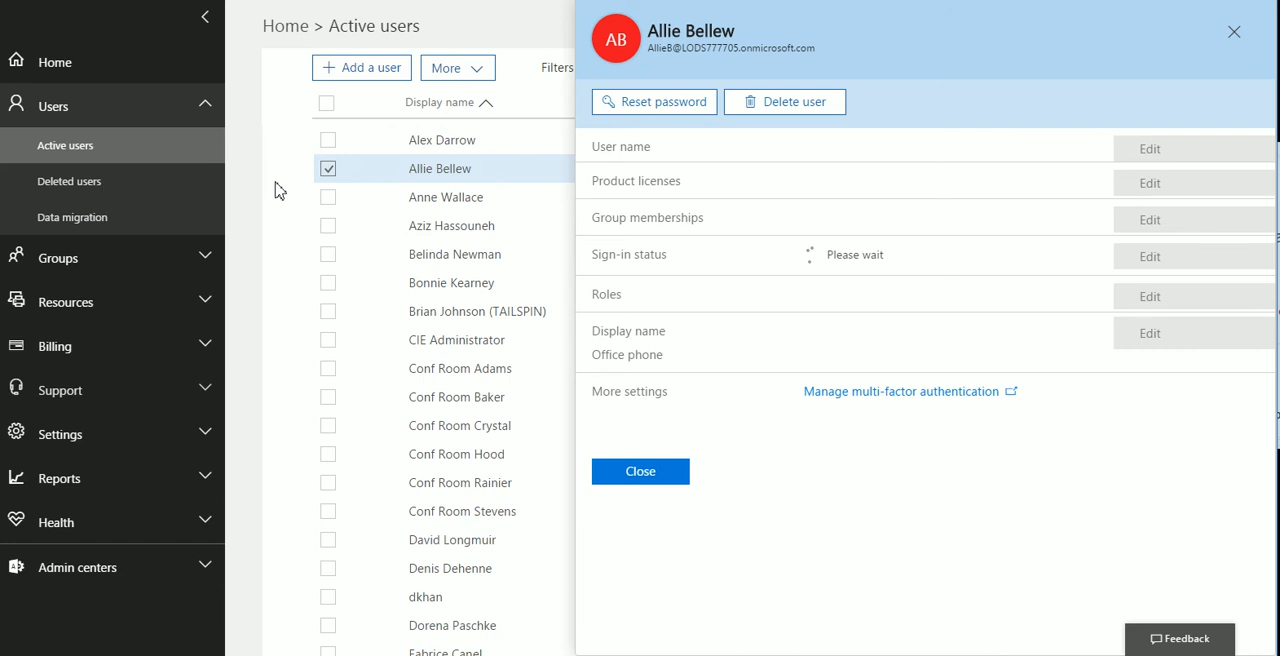 Home
Users
Active users
Deleted users
Data migration
Groups
Resources
Billing
Support
Settings
Reports
Health
Admin centers
Home > Active users
+ Add a user
More
Filters
Display name
Alex Darrow
Allie Bellew
Anne Wallace
Aziz Hassouneh
Belinda Newman
Bonnie Kearney
Brian Johnson (TAILSPIN)
CIE Administrator
Conf Room Adams
Conf Room Baker
Conf Room Crystal
Conf Room Hood
Conf Room Rainier
Conf Room Stevens
David Longmuir
Denis Dehenne
dkhan
Dorena Paschke
Fabrice Canel
AB
Allie Bellew
AllieB@LODS777705.onmicrosoft.com
Reset password
Delete user
User name
Edit
Product licenses
Edit
Group memberships
Edit
Sign-in status
Please wait
Edit
Roles
Edit
Display name
Edit
Office phone
More settings
Manage multi-factor authentication
Close
Feedback